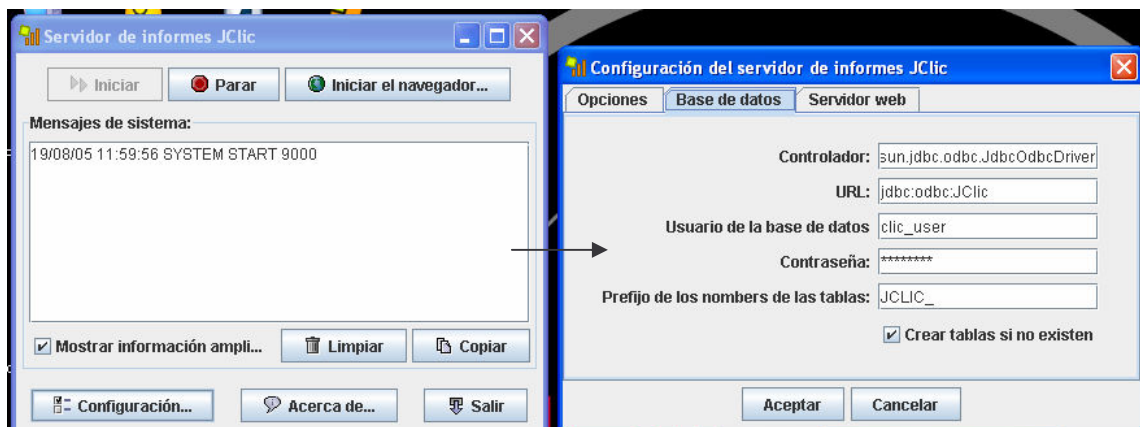 Servidor de informes JClic
Iniciar Parar Iniciar el navegador...
Mensajes de sistema:
19/08/05 11:59:56 SYSTEM START 9000
Mostrar información ampli... Limpiar Copiar
Configuración... Acerca de... Salir
Configuración del servidor de informes JClic
Opciones Base de datos Servidor web
Controlador: sun.jdbc.odbc.JdbcOdbcDriver
URL: jdbc:odbc:JClic
Usuario de la base de datos clic_user
Contraseña: ********
Prefijo de los nombers de las tablas: JCLIC_
Crear tablas si no existen
Aceptar Cancelar